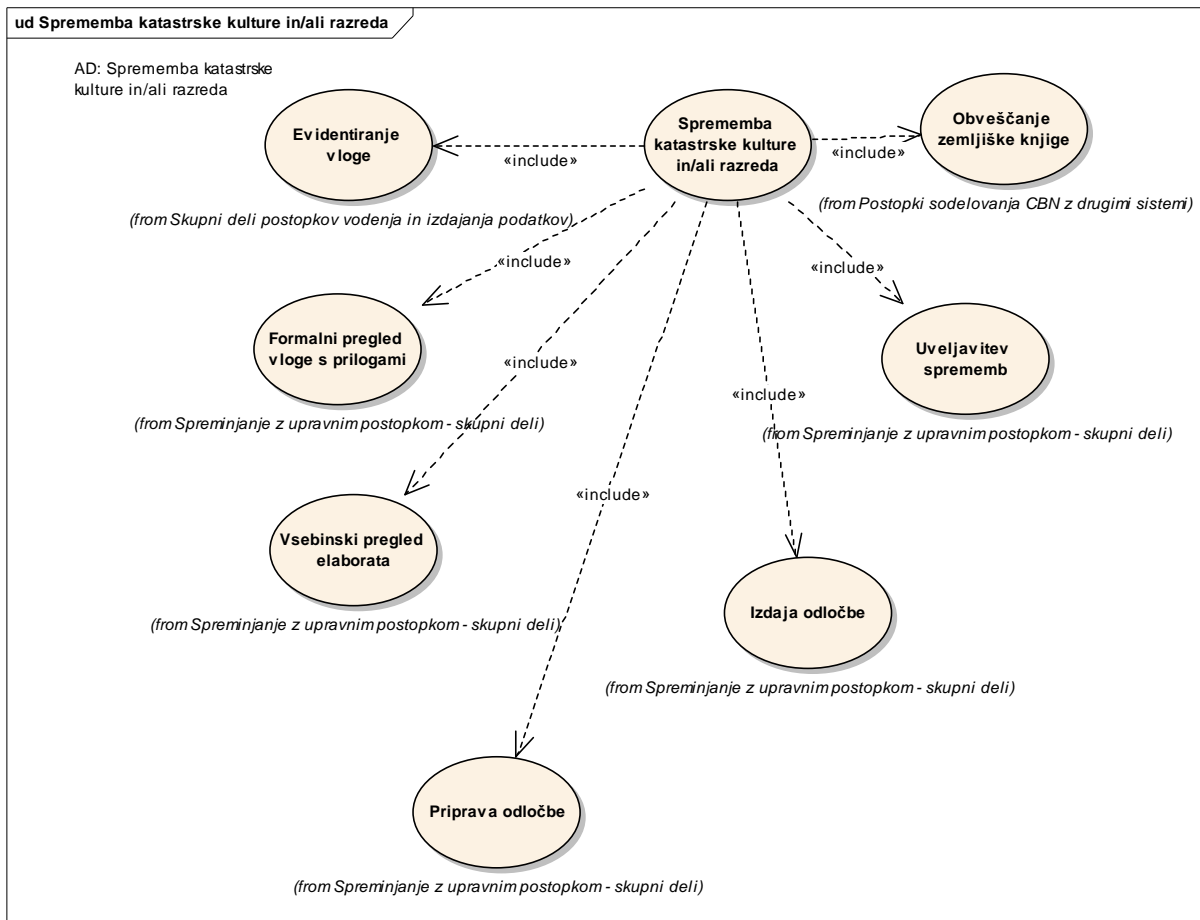 ud Sprememba katastrske kulture in/ali razreda
AD: Sprememba katastrske
kulture in/ali razreda
Evidentiranje
vloge
(from Skupni deli postopkov vodenja in izdajanja podatkov)
«include»
Sprememba
katastrske kulture
in/ali razreda
«include»
Obveščanje
zemljiške knjige
(from Postopki sodelovanja CBN z drugimi sistemi)
«include»
«include»
Formalni pregled
vloge s prilogami
(from Spreminjanje z upravnim postopkom - skupni deli)
Uveljavitev
sprememb
(from Spreminjanje z upravnim postopkom - skupni deli)
«include»
«include»
«include»
Vsebinski pregled
elaborata
(from Spreminjanje z upravnim postopkom - skupni deli)
Izdaja odločbe
(from Spreminjanje z upravnim postopkom - skupni deli)
Priprava odločbe
(from Spreminjanje z upravnim postopkom - skupni deli)